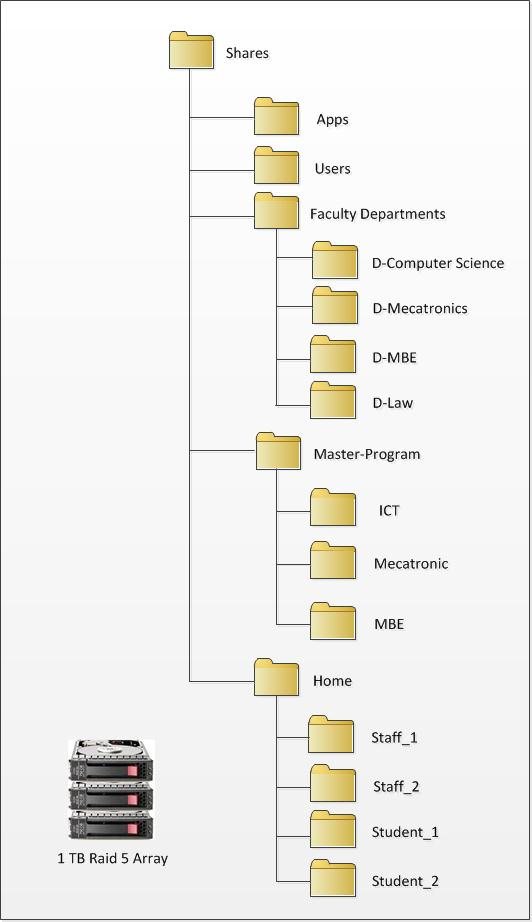 Shares
Apps
Users
Faculty Departments
D-Computer Science
D-Mecatronics
D-MBE
D-Law
Master-Program
ICT
Mecatronic
MBE
Home
Staff_1
Staff_2
Student_1
Student_2
1 TB Raid 5 Array